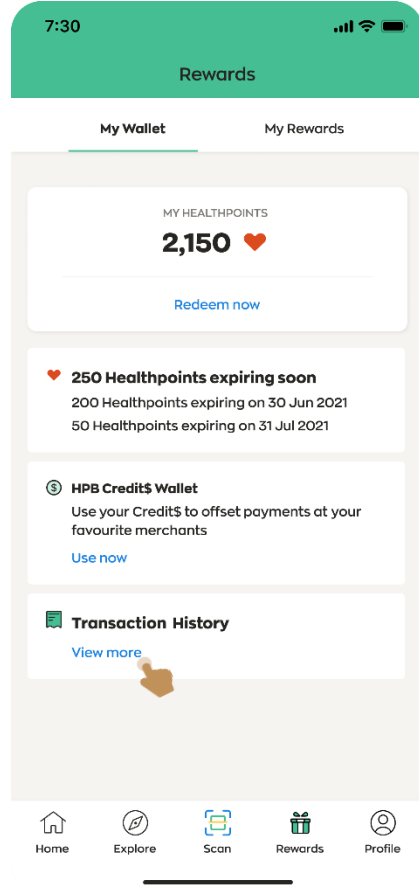 7:30
Rewards
My Wallet
My Rewards
MY HEALTHPOINTS
2,150
Redeem now
250 Healthpoints expiring soon
200 Healthpoints expiring on 30 Jun 2021
50 Healthpoints expiring on 31 Jul 2021
HPB Credit$ Wallet
Use your Credit$ to offset payments at your
favourite merchants
Use now
Transaction History
View more
Home
Explore
Scan
Rewards
Profile